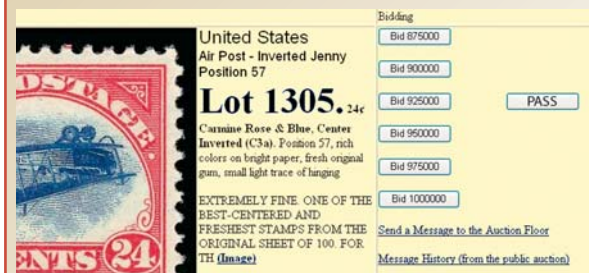 United States
Air Post - Inverted Jenny
Position 57
Lot 1305. 24c
Carmine Rose & Blue, Center
Inverted (C3a). Position 57, rich
colors on bright paper, fresh original
gum, small light trace of hinging
EXTREMELY FINE. ONE OF THE
BEST-CENTERED AND
FRESHEST STAMPS FROM THE
ORIGINAL SHEET OF 100. FOR
TH (Image)
POSTAGE
CENTS 24
Bidding
Bid 875000
Bid 900000
Bid 925000
PASS
Bid 950000
Bid 975000
Bid 1000000
Send a Message to the Auction Floor
Message History (from the public auction)